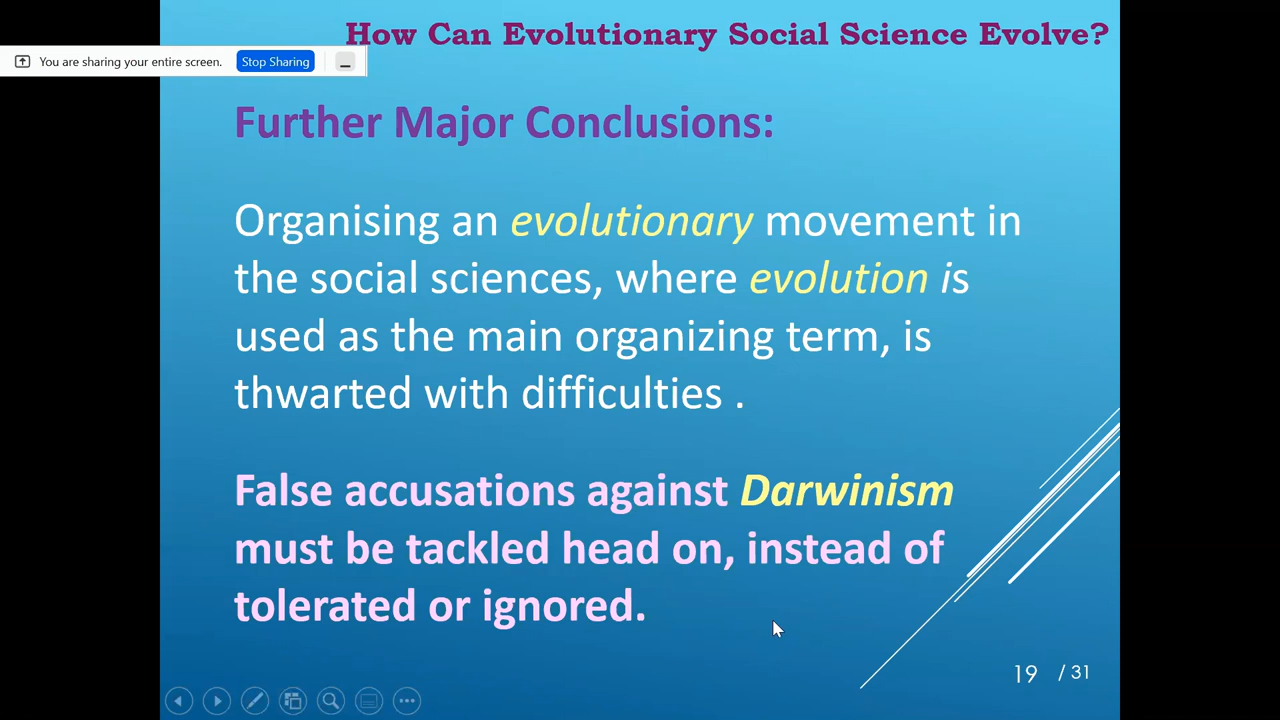 How Can Evolutionary Social Science Evolve?
You are sharing your entire screen.
Stop Sharing
Further Major Conclusions:
Organising an evolutionary movement in
the social sciences, where evolution is
used as the main organizing term, is
thwarted with difficulties .
False accusations against Darwinism
must be tackled head on, instead of
tolerated or ignored.
19 / 31